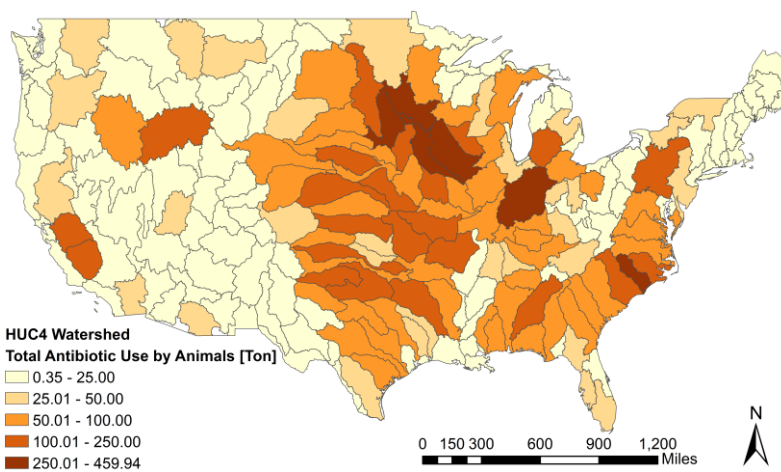 HUC4 Watershed
Total Antibiotic Use by Animals [Ton]
0.35 - 25.00
25.01 - 50.00
50.01 - 100.00
100.01 - 250.00
250.01 - 459.94
0 150 300 600 900 1,200
Miles
N